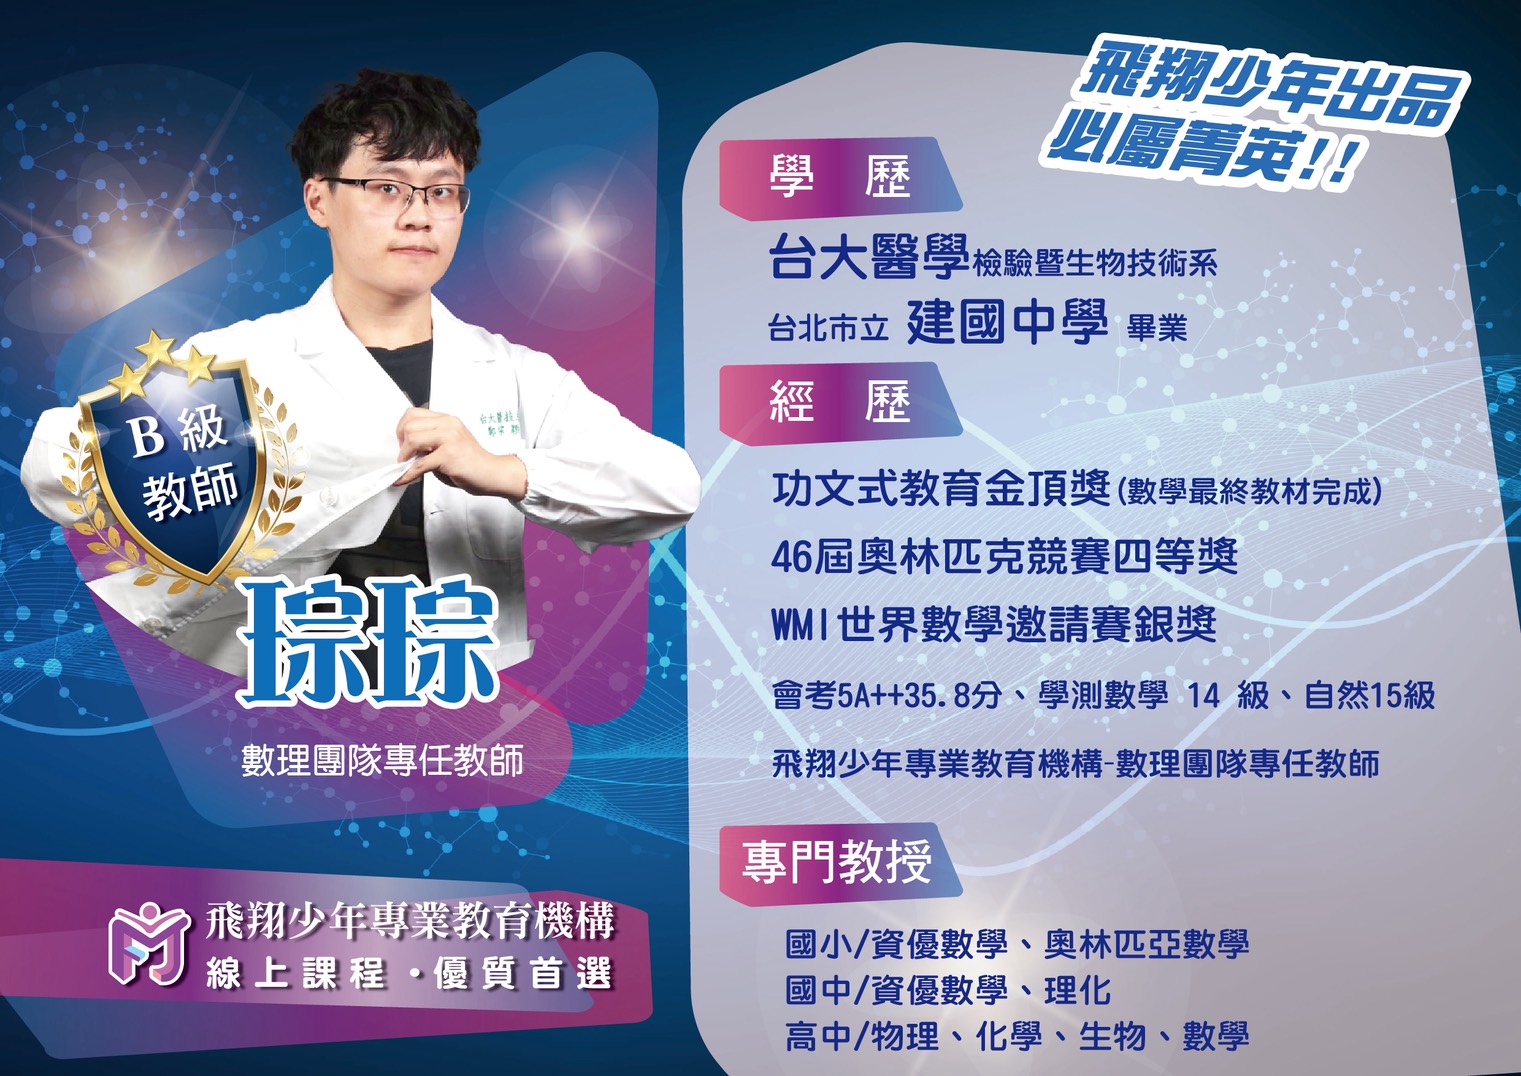 飛翔少年出品
必屬菁英!!
學 歷
台大醫學檢驗暨生物技術系
台北市立 建國中學 畢業
經 歷
功文式教育金頂獎(數學最終教材完成)
46屆奧林匹克競賽四等獎
WMI世界數學邀請賽銀獎
會考5A++35.8分、學測數學 14 級、自然15級
飛翔少年專業教育機構-數理團隊專任教師
專門教授
國小/資優數學、奧林匹亞數學
國中/資優數學、理化
高中/物理、化學、生物、數學
B級
教師
琮琮
數理團隊專任教師
飛翔少年專業教育機構
線上課程・優質首選
台大醫